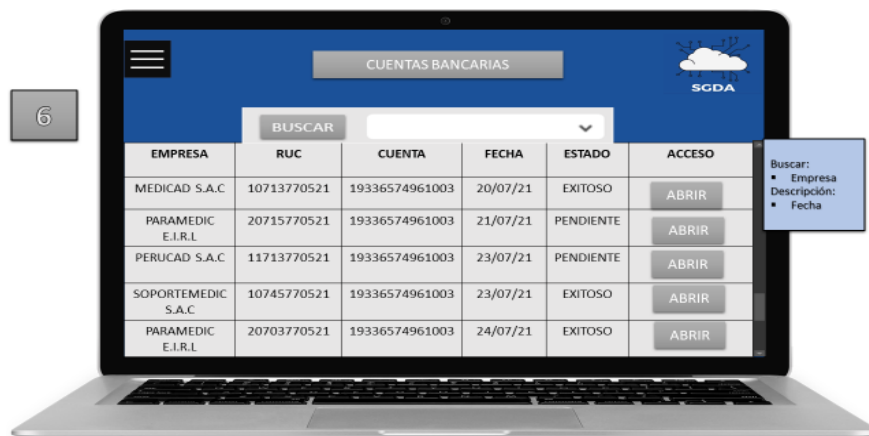 6
CUENTAS BANCARIAS
SGDA
BUSCAR
EMPRESA RUC CUENTA FECHA ESTADO ACCESO
MEDICAD S.A.C 10713770521 19336574961003 20/07/21 EXITOSO ABRIR
PARAMEDIC E.I.R.L 20715770521 19336574961003 21/07/21 PENDIENTE ABRIR
PERUCAD S.A.C 11713770521 19336574961003 23/07/21 PENDIENTE ABRIR
SOPORTEMEDIC S.A.C 10745770521 19336574961003 23/07/21 EXITOSO ABRIR
PARAMEDIC E.I.R.L 20703770521 19336574961003 24/07/21 EXITOSO ABRIR
Buscar:
▪ Empresa
Descripción:
▪ Fecha